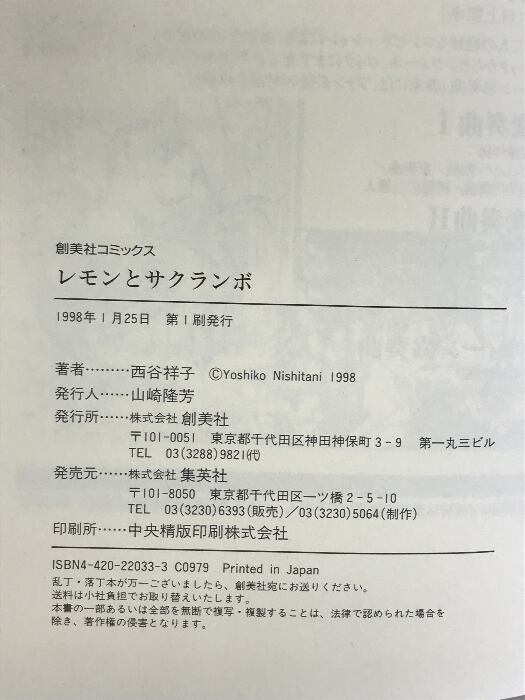 創美社コミックス
レモンとサクランボ
1998年1月25日 第1刷発行
著者………西谷祥子 ©Yoshiko Nishitani 1998
発行人……山崎隆芳
発行所……株式会社 創美社
〒101-0051 東京都千代田区神田神保町3-9 第一丸三ビル
TEL 03(3288)9821(代)
発売元……株式会社 集英社
〒101-8050 東京都千代田区一ツ橋2-5-10
TEL 03(3230)6393(販売)/03(3230)5064(制作)
印刷所……中央精版印刷株式会社
ISBN4-420-22033-3 C0979 Printed in Japan
乱丁・落丁本が万一ございましたら、創美社宛にお送りください。
送料は小社負担でお取り替えいたします。
本書の一部あるいは全部を無断で複写・複製することは、法律で認められた場合を
除き、著作権の侵害となります。